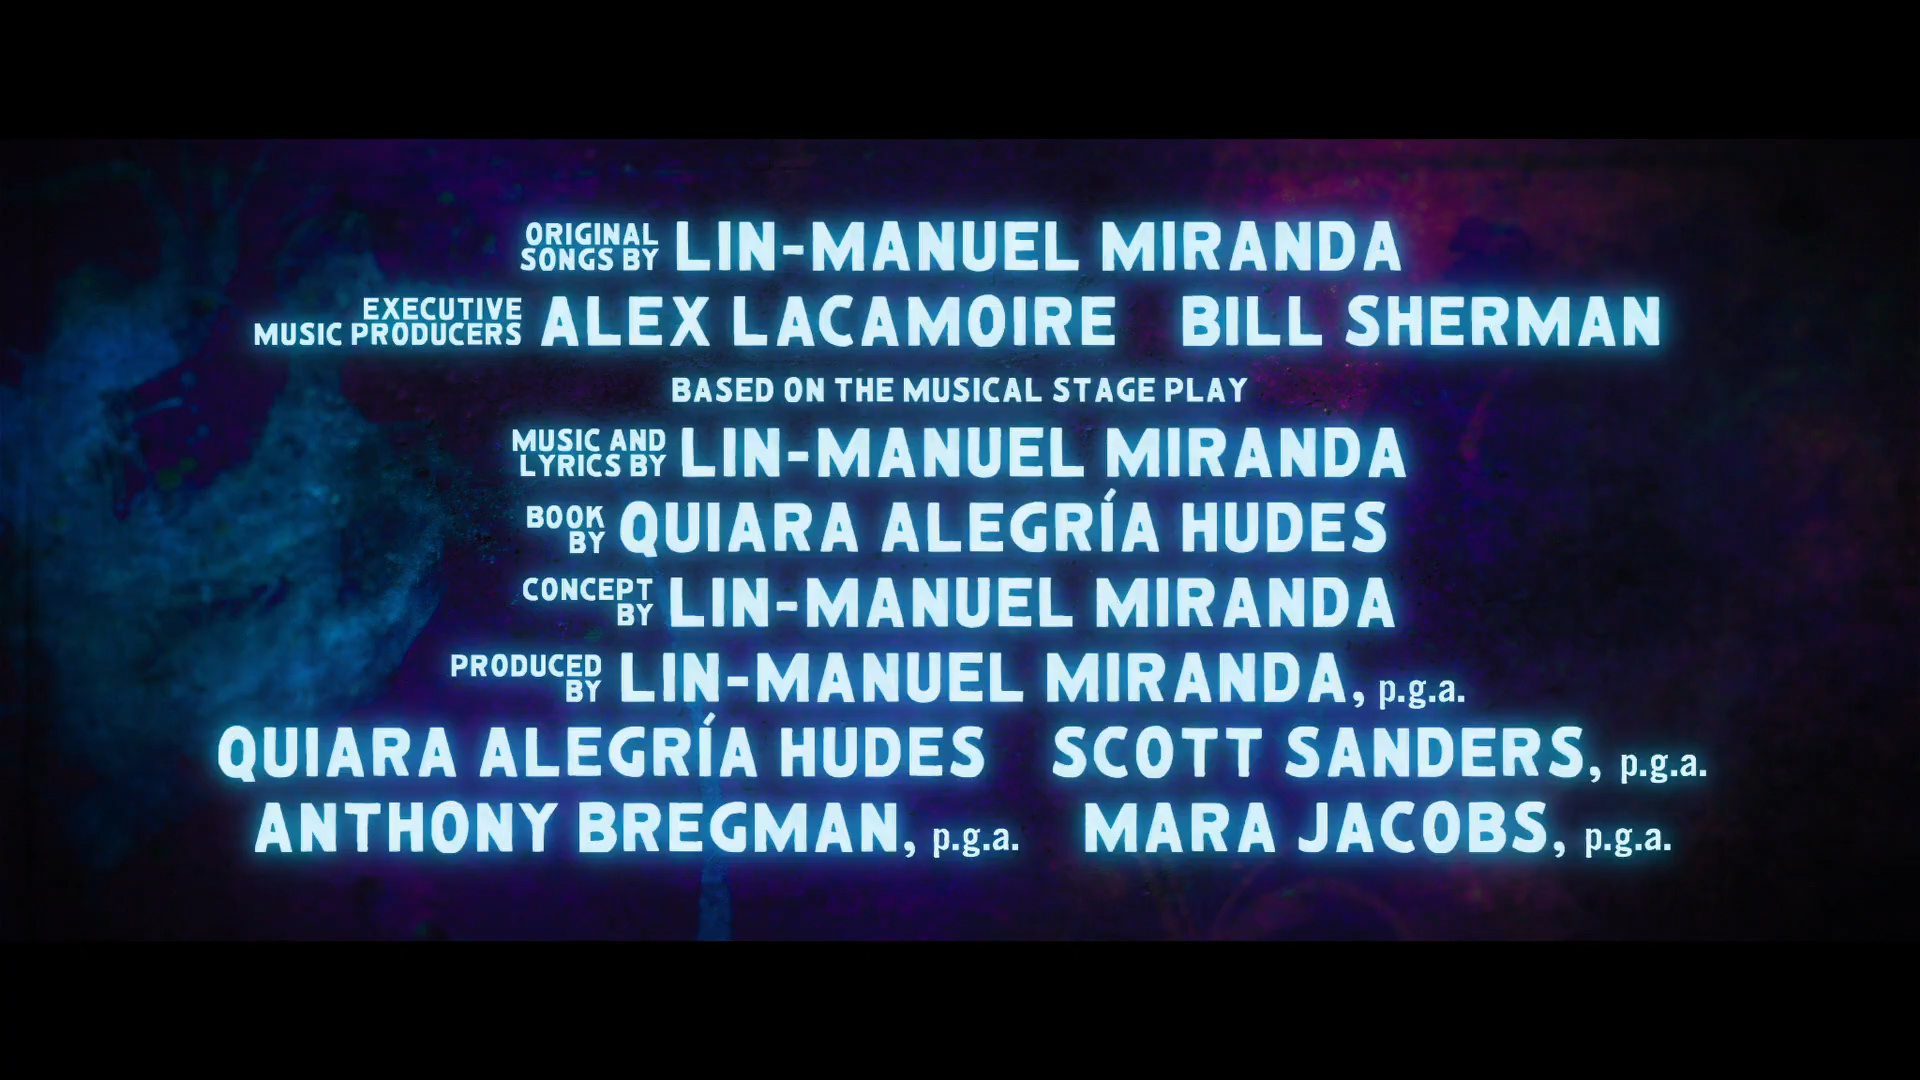 ORIGINAL SONGS BY LIN-MANUEL MIRANDA
EXECUTIVE MUSIC PRODUCERS ALEX LACAMOIRE BILL SHERMAN
BASED ON THE MUSICAL STAGE PLAY
MUSIC AND LYRICS BY LIN-MANUEL MIRANDA
BOOK BY QUIARA ALEGRÍA HUDES
CONCEPT BY LIN-MANUEL MIRANDA
PRODUCED BY LIN-MANUEL MIRANDA, p.g.a.
QUIARA ALEGRÍA HUDES SCOTT SANDERS, p.g.a.
ANTHONY BREGMAN, p.g.a. MARA JACOBS, p.g.a.